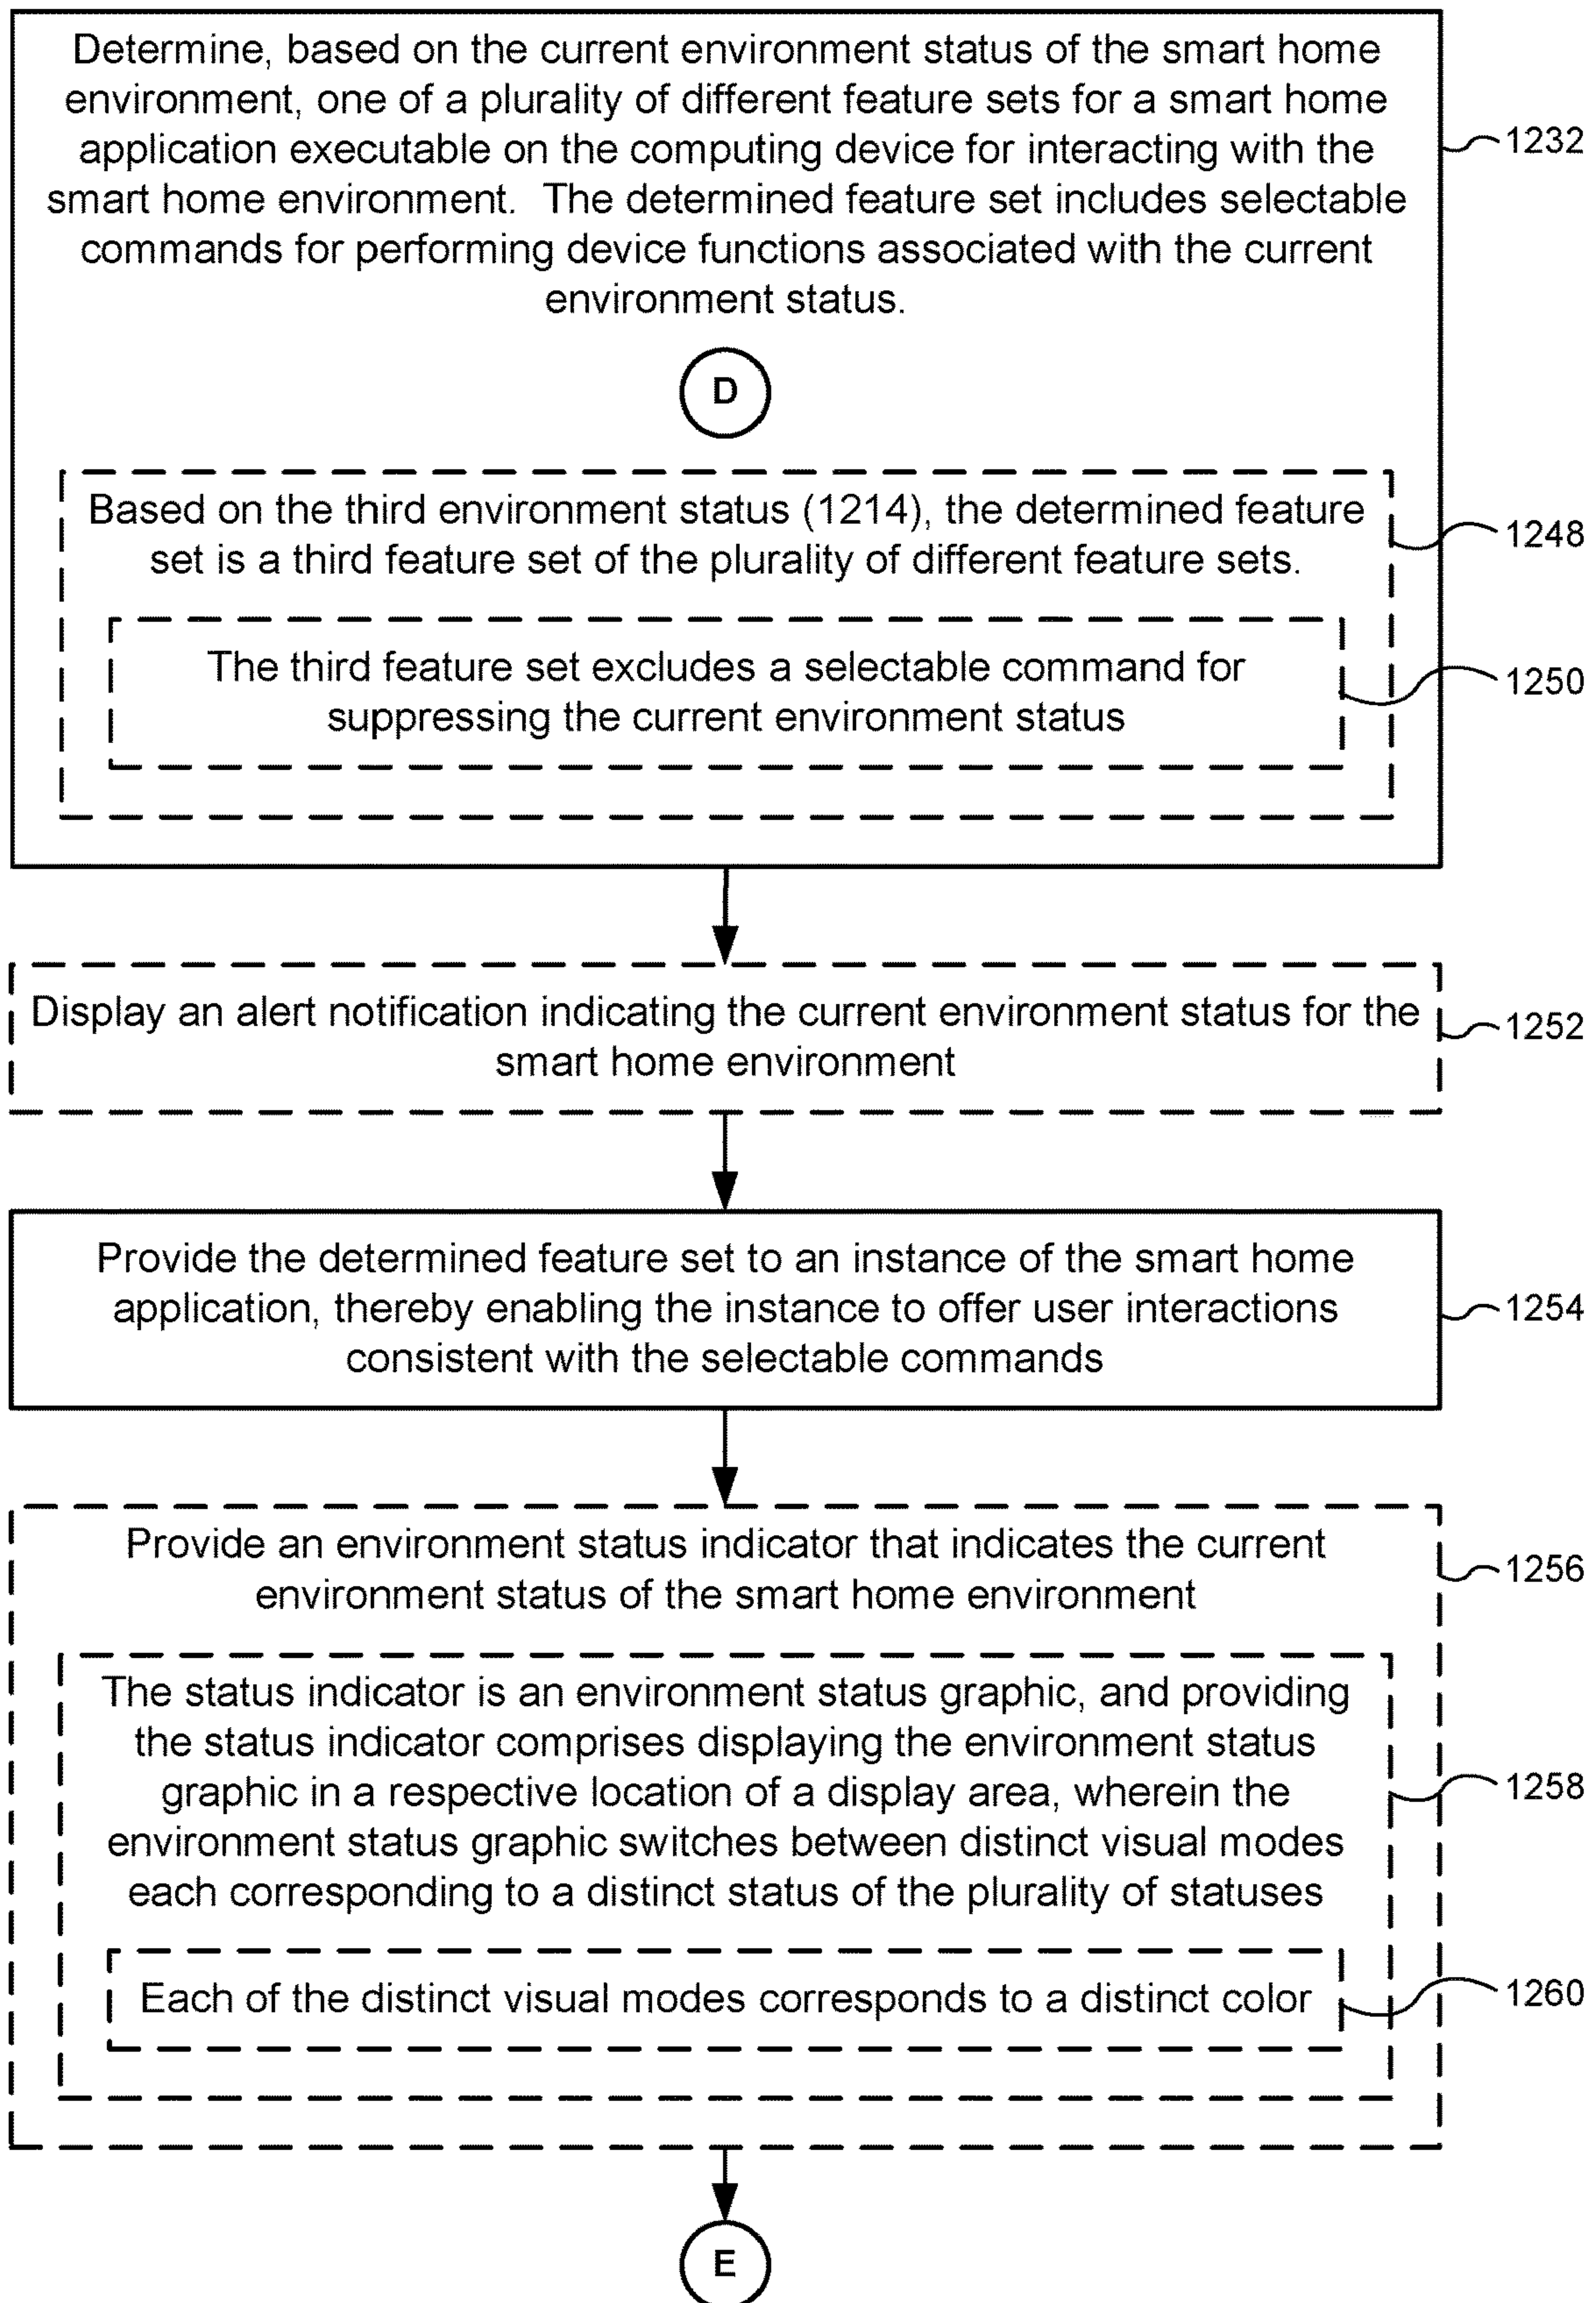 Determine, based on the current environment status of the smart home
environment, one of a plurality of different feature sets for a smart home
application executable on the computing device for interacting with the
smart home environment.  The determined feature set includes selectable
commands for performing device functions associated with the current
environment status.
1232
D
Based on the third environment status (1214), the determined feature
set is a third feature set of the plurality of different feature sets.
1248
The third feature set excludes a selectable command for
suppressing the current environment status
1250
Display an alert notification indicating the current environment status for the
smart home environment
1252
Provide the determined feature set to an instance of the smart home
application, thereby enabling the instance to offer user interactions
consistent with the selectable commands
1254
Provide an environment status indicator that indicates the current
environment status of the smart home environment
1256
The status indicator is an environment status graphic, and providing
the status indicator comprises displaying the environment status
graphic in a respective location of a display area, wherein the
environment status graphic switches between distinct visual modes
each corresponding to a distinct status of the plurality of statuses
1258
Each of the distinct visual modes corresponds to a distinct color
1260
E